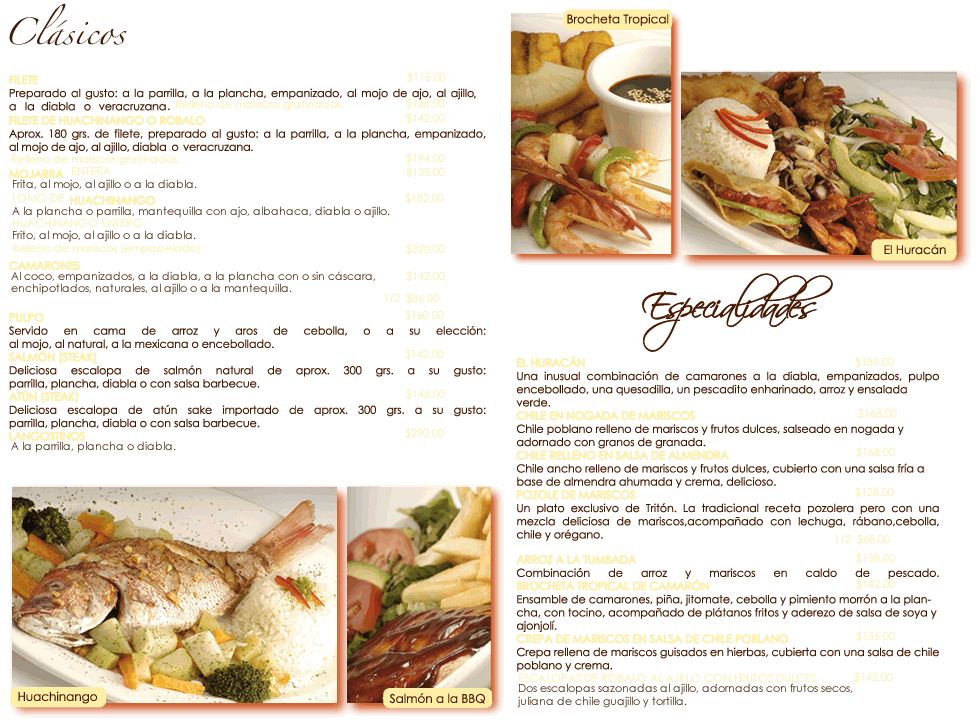 Clásicos
FILETE $118.00
Preparado al gusto: a la parrilla, a la plancha, empanizado, al mojo de ajo, al ajillo,
a la diabla o veracruzana. Relleno de mariscos gratinados. $168.00
FILETE DE HUACHINANGO O ROBALO $142.00
Aprox. 180 grs. de filete, preparado al gusto: a la parrilla, a la plancha, empanizado,
al mojo de ajo, al ajillo, diabla o veracruzana.
Relleno de mariscos gratinados. $194.00
MOJARRA ENTERA $135.00
Frita, al mojo, al ajillo o a la diabla.
LOMO DE HUACHINANGO $182.00
A la plancha o parrilla, mantequilla con ajo, albahaca, diabla o ajillo.
HUACHINANGO ENTERO
Frito, al mojo, al ajillo o a la diabla.
Relleno de mariscos (empapelado) $320.00
CAMARONES
Al coco, empanizados, a la diabla, a la plancha con o sin cáscara, $142.00
enchipotlados, naturales, al ajillo o a la mantequilla.
1/2 $86.00
PULPO $160.00
Servido en cama de arroz y aros de cebolla, o a su elección:
al mojo, al natural, a la mexicana o encebollado.
SALMÓN (STEAK) $142.00
Deliciosa escalopa de salmón natural de aprox. 300 grs. a su gusto:
parrilla, plancha, diabla o con salsa barbecue.
ATÚN (STEAK) $146.00
Deliciosa escalopa de atún sake importado de aprox. 300 grs. a su gusto:
parrilla, plancha, diabla o con salsa barbecue.
LANGOSTINOS $290.00
A la parrilla, plancha o diabla.
Huachinango
Salmón a la BBQ
Brocheta Tropical
El Huracán
Especialidades
EL HURACÁN $189.00
Una inusual combinación de camarones a la diabla, empanizados, pulpo
encebollado, una quesadilla, un pescadito enharinado, arroz y ensalada
verde.
CHILE EN NOGADA DE MARISCOS $168.00
Chile poblano relleno de mariscos y frutos dulces, salseado en nogada y
adornado con granos de granada.
CHILE RELLENO EN SALSA DE ALMENDRA $168.00
Chile ancho relleno de mariscos y frutos dulces, cubierto con una salsa fría a
base de almendra ahumada y crema, delicioso.
POZOLE DE MARISCOS $128.00
Un plato exclusivo de Tritón. La tradicional receta pozolera pero con una
mezcla deliciosa de mariscos,acompañado con lechuga, rábano,cebolla,
chile y orégano. 1/2 $68.00
ARROZ A LA TUMBADA $138.00
Combinación de arroz y mariscos en caldo de pescado.
BROCHETA TROPICAL DE CAMARÓN $142.00
Ensamble de camarones, piña, jitomate, cebolla y pimiento morrón a la plan-
cha, con tocino, acompañado de plátanos fritos y aderezo de salsa de soya y
ajonjolí.
CREPA DE MARISCOS EN SALSA DE CHILE POBLANO $135.00
Crepa rellena de mariscos guisados en hierbas, cubierta con una salsa de chile
poblano y crema.
ESCALOPAS DE ROBALO AL AJILLO CON FRUTOS DULCES $142.00
Dos escalopas sazonadas al ajillo, adornadas con frutos secos,
juliana de chile guajillo y tortilla.